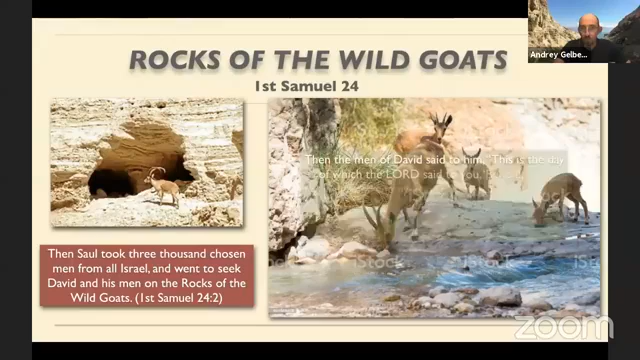 ROCKS OF THE WILD GOATS
1st Samuel 24
Andrey Gelbe...
Then the men of David said to him, "This is the day
of which the LORD said to you,
iStock
iStock
iStock
Then Saul took three thousand chosen
men from all Israel, and went to seek
David and his men on the Rocks of the
Wild Goats. (1st Samuel 24:2)
zoom